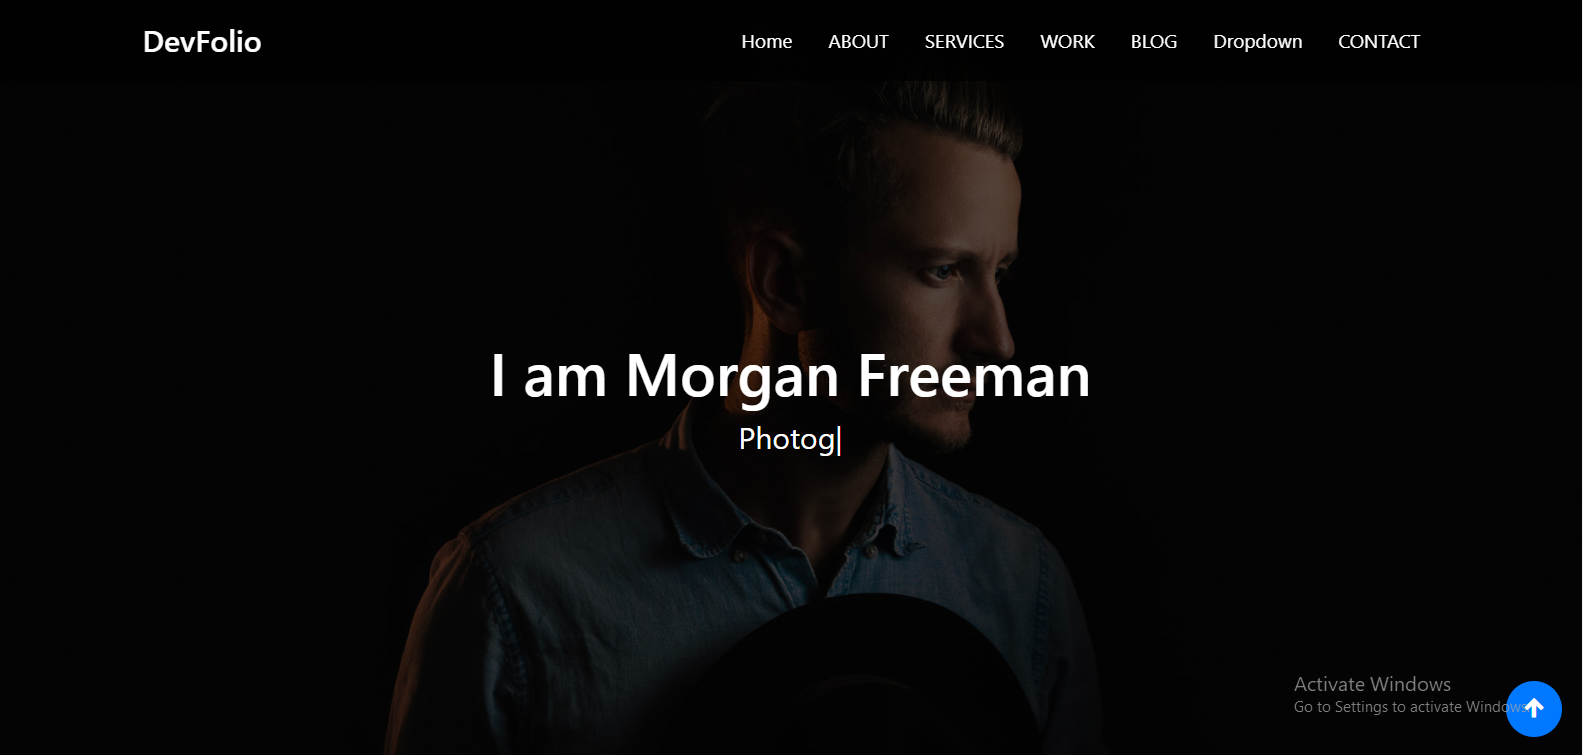 DevFolio
Home ABOUT SERVICES WORK BLOG Dropdown CONTACT
I am Morgan Freeman
Photog|
Activate Windows
Go to Settings to activate Windows.